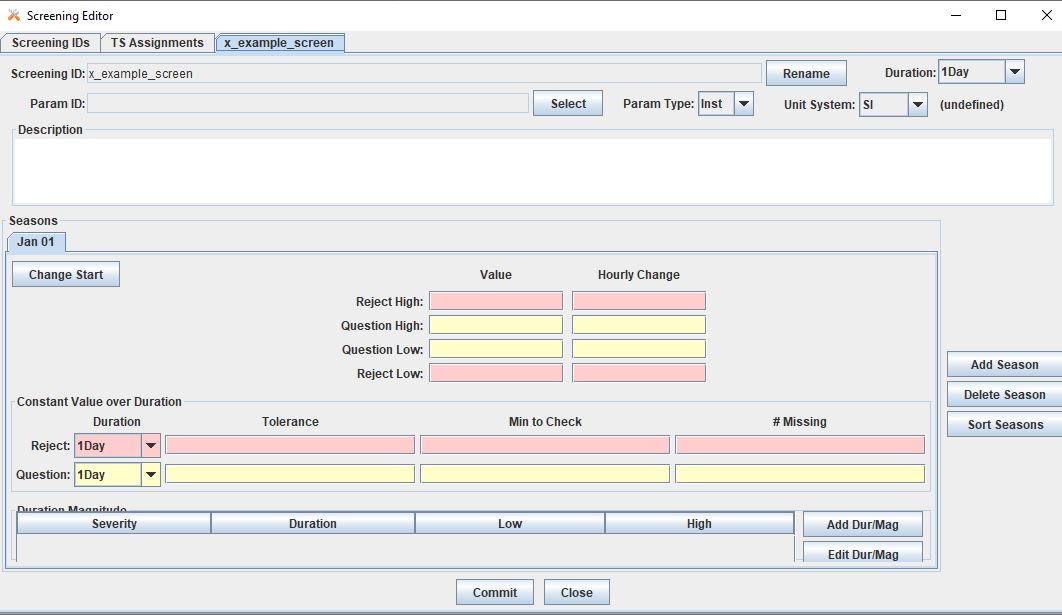 Screening Editor
Screening IDs TS Assignments x_example_screen
Screening ID: x_example_screen Rename Duration: 1Day
Param ID: Select Param Type: Inst Unit System: SI (undefined)
Description
Seasons
Jan 01
Change Start Value Hourly Change
Reject High:
Question High:
Question Low:
Reject Low:
Add Season
Delete Season
Sort Seasons
Constant Value over Duration
Duration Tolerance Min to Check # Missing
Reject: 1Day
Question: 1Day
Duration Magnitude
Severity Duration Low High Add Dur/Mag
Edit Dur/Mag
Commit Close